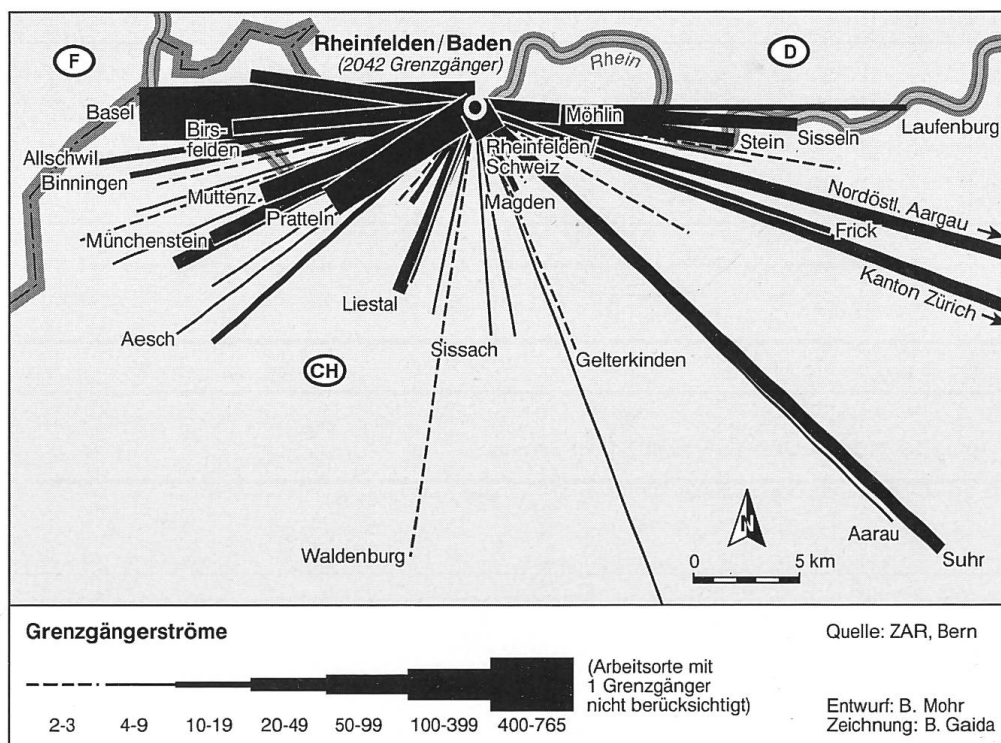 F
Rheinfelden/Baden
(2042 Grenzgänger)
Rhein
D
Basel
Birs-
felden
Möhlin
Stein
Sisseln
Laufenburg
Allschwil
Binningen
Rheinfelden/
Schweiz
Muttenz
Pratteln
Magden
Münchenstein
Nordöstl. Aargau
Frick
Kanton Zürich
Liestal
Aesch
Sissach
Gelterkinden
CH
Waldenburg
N
Aarau
Suhr
0 5 km
Grenzgängerströme
Quelle: ZAR, Bern
(Arbeitsorte mit
1 Grenzgänger
nicht berücksichtigt)
Entwurf: B. Mohr
Zeichnung: B. Gaida
2-3 4-9 10-19 20-49 50-99 100-399 400-765